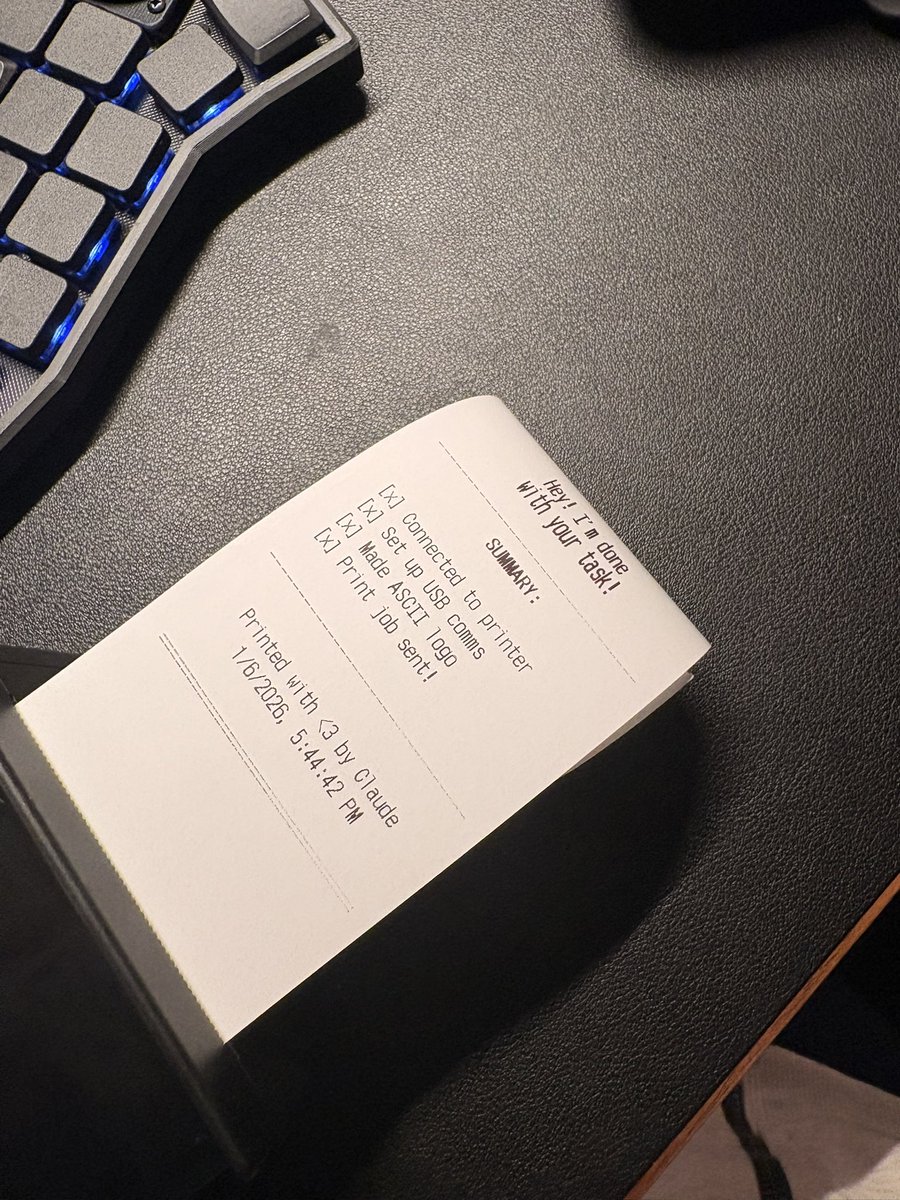 Hey! I'm done
with your task!
SUMMARY:
[x] Connected to printer
[x] Set up USB comms
[x] Made ASCII logo
[x] Print job sent!
Printed with <3 by Claude
1/6/2026, 5:44:42 PM